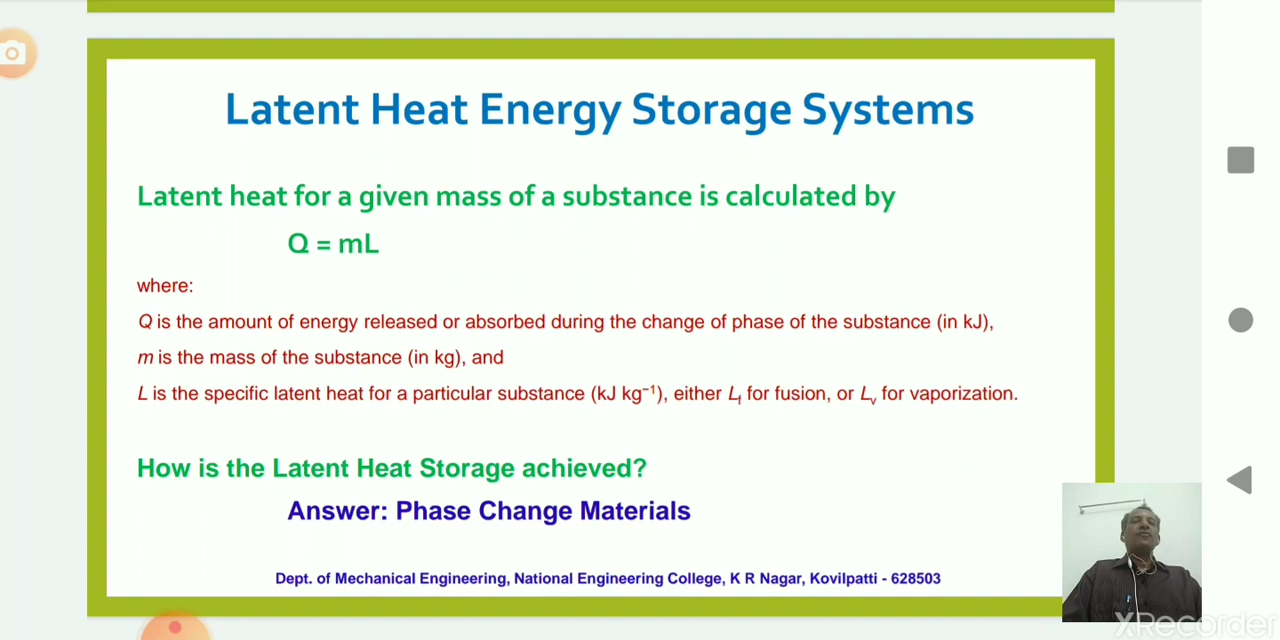 Latent Heat Energy Storage Systems
Latent heat for a given mass of a substance is calculated by
Q = mL
where:
Q is the amount of energy released or absorbed during the change of phase of the substance (in kJ),
m is the mass of the substance (in kg), and
L is the specific latent heat for a particular substance (kJ kg⁻¹), either Lf for fusion, or Lv for vaporization.
How is the Latent Heat Storage achieved?
Answer: Phase Change Materials
Dept. of Mechanical Engineering, National Engineering College, K R Nagar, Kovilpatti - 628503
XRecorder